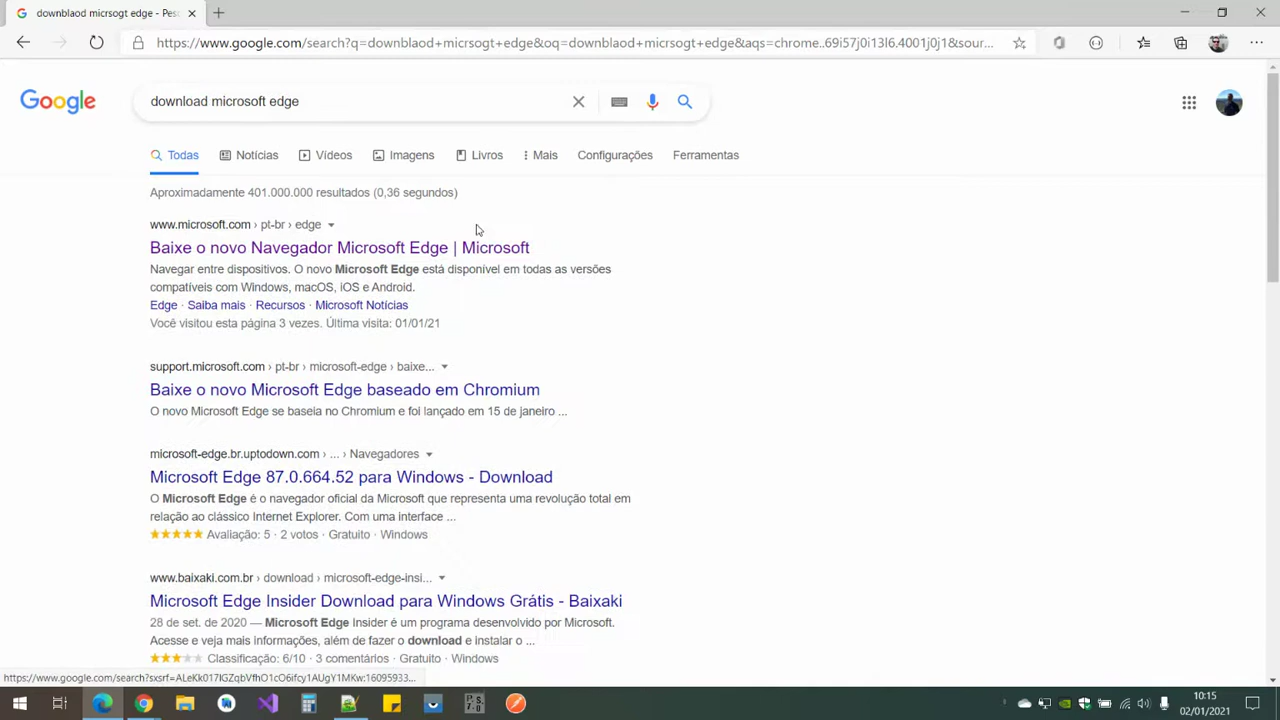 downblaod micrsogt edge - Pesc
https://www.google.com/search?q=downblaod+micrsogt+edge&oq=downblaod+micrsogt+edge&aqs=chrome..69i57j0i13l6.4001j0j1&sour...
Google
download microsoft edge
Todas Notícias Vídeos Imagens Livros Mais Configurações Ferramentas
Aproximadamente 401.000.000 resultados (0,36 segundos)
www.microsoft.com › pt-br › edge
Baixe o novo Navegador Microsoft Edge | Microsoft
Navegar entre dispositivos. O novo Microsoft Edge está disponível em todas as versões
compatíveis com Windows, macOS, iOS e Android.
Edge · Saiba mais · Recursos · Microsoft Notícias
Você visitou esta página 3 vezes. Última visita: 01/01/21
support.microsoft.com › pt-br › microsoft-edge › baixe...
Baixe o novo Microsoft Edge baseado em Chromium
O novo Microsoft Edge se baseia no Chromium e foi lançado em 15 de janeiro ...
microsoft-edge.br.uptodown.com › ... › Navegadores
Microsoft Edge 87.0.664.52 para Windows - Download
O Microsoft Edge é o navegador oficial da Microsoft que representa uma revolução total em
relação ao clássico Internet Explorer. Com uma interface ...
Avaliação: 5 · 2 votos · Gratuito · Windows
www.baixaki.com.br › download › microsoft-edge-insi...
Microsoft Edge Insider Download para Windows Grátis - Baixaki
28 de set. de 2020 — Microsoft Edge Insider é um programa desenvolvido por Microsoft.
Acesse e veja mais informações, além de fazer o download e instalar o ...
Classificação: 6/10 · 3 comentários · Gratuito · Windows
10:15
02/01/2021